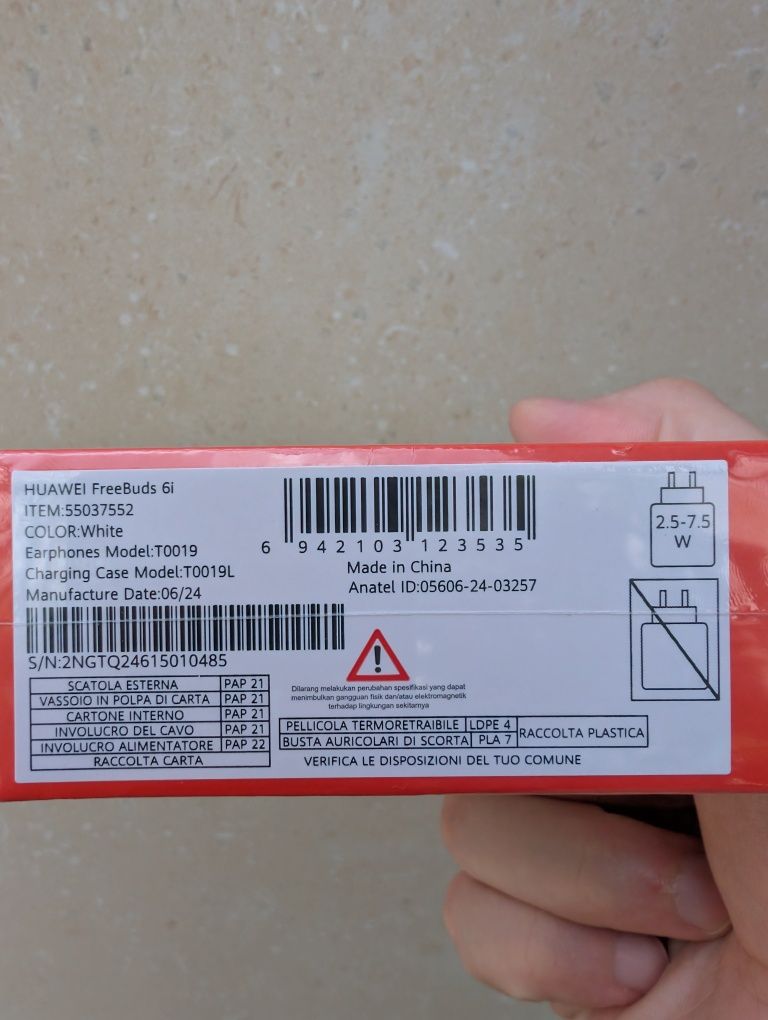 HUAWEI FreeBuds 6i
ITEM:55037552
COLOR:White
Earphones Model:T0019
Charging Case Model:T0019L
Manufacture Date:06/24
S/N:2NGTQ24615010485
6 942103 123535
Made in China
Anatel ID:05606-24-03257
2.5-7.5
W
Dilarang melakukan perubahan spesifikasi yang dapat
menimbulkan gangguan fisik dan/atau elektromagnetik
terhadap lingkungan sekitarnya
SCATOLA ESTERNA PAP 21
VASSOIO IN POLPA DI CARTA PAP 21
CARTONE INTERNO PAP 21
INVOLUCRO DEL CAVO PAP 21
INVOLUCRO ALIMENTATORE PAP 22
RACCOLTA CARTA
PELLICOLA TERMORETRAIBILE LDPE 4
BUSTA AURICOLARI DI SCORTA PLA 7
RACCOLTA PLASTICA
VERIFICA LE DISPOSIZIONI DEL TUO COMUNE